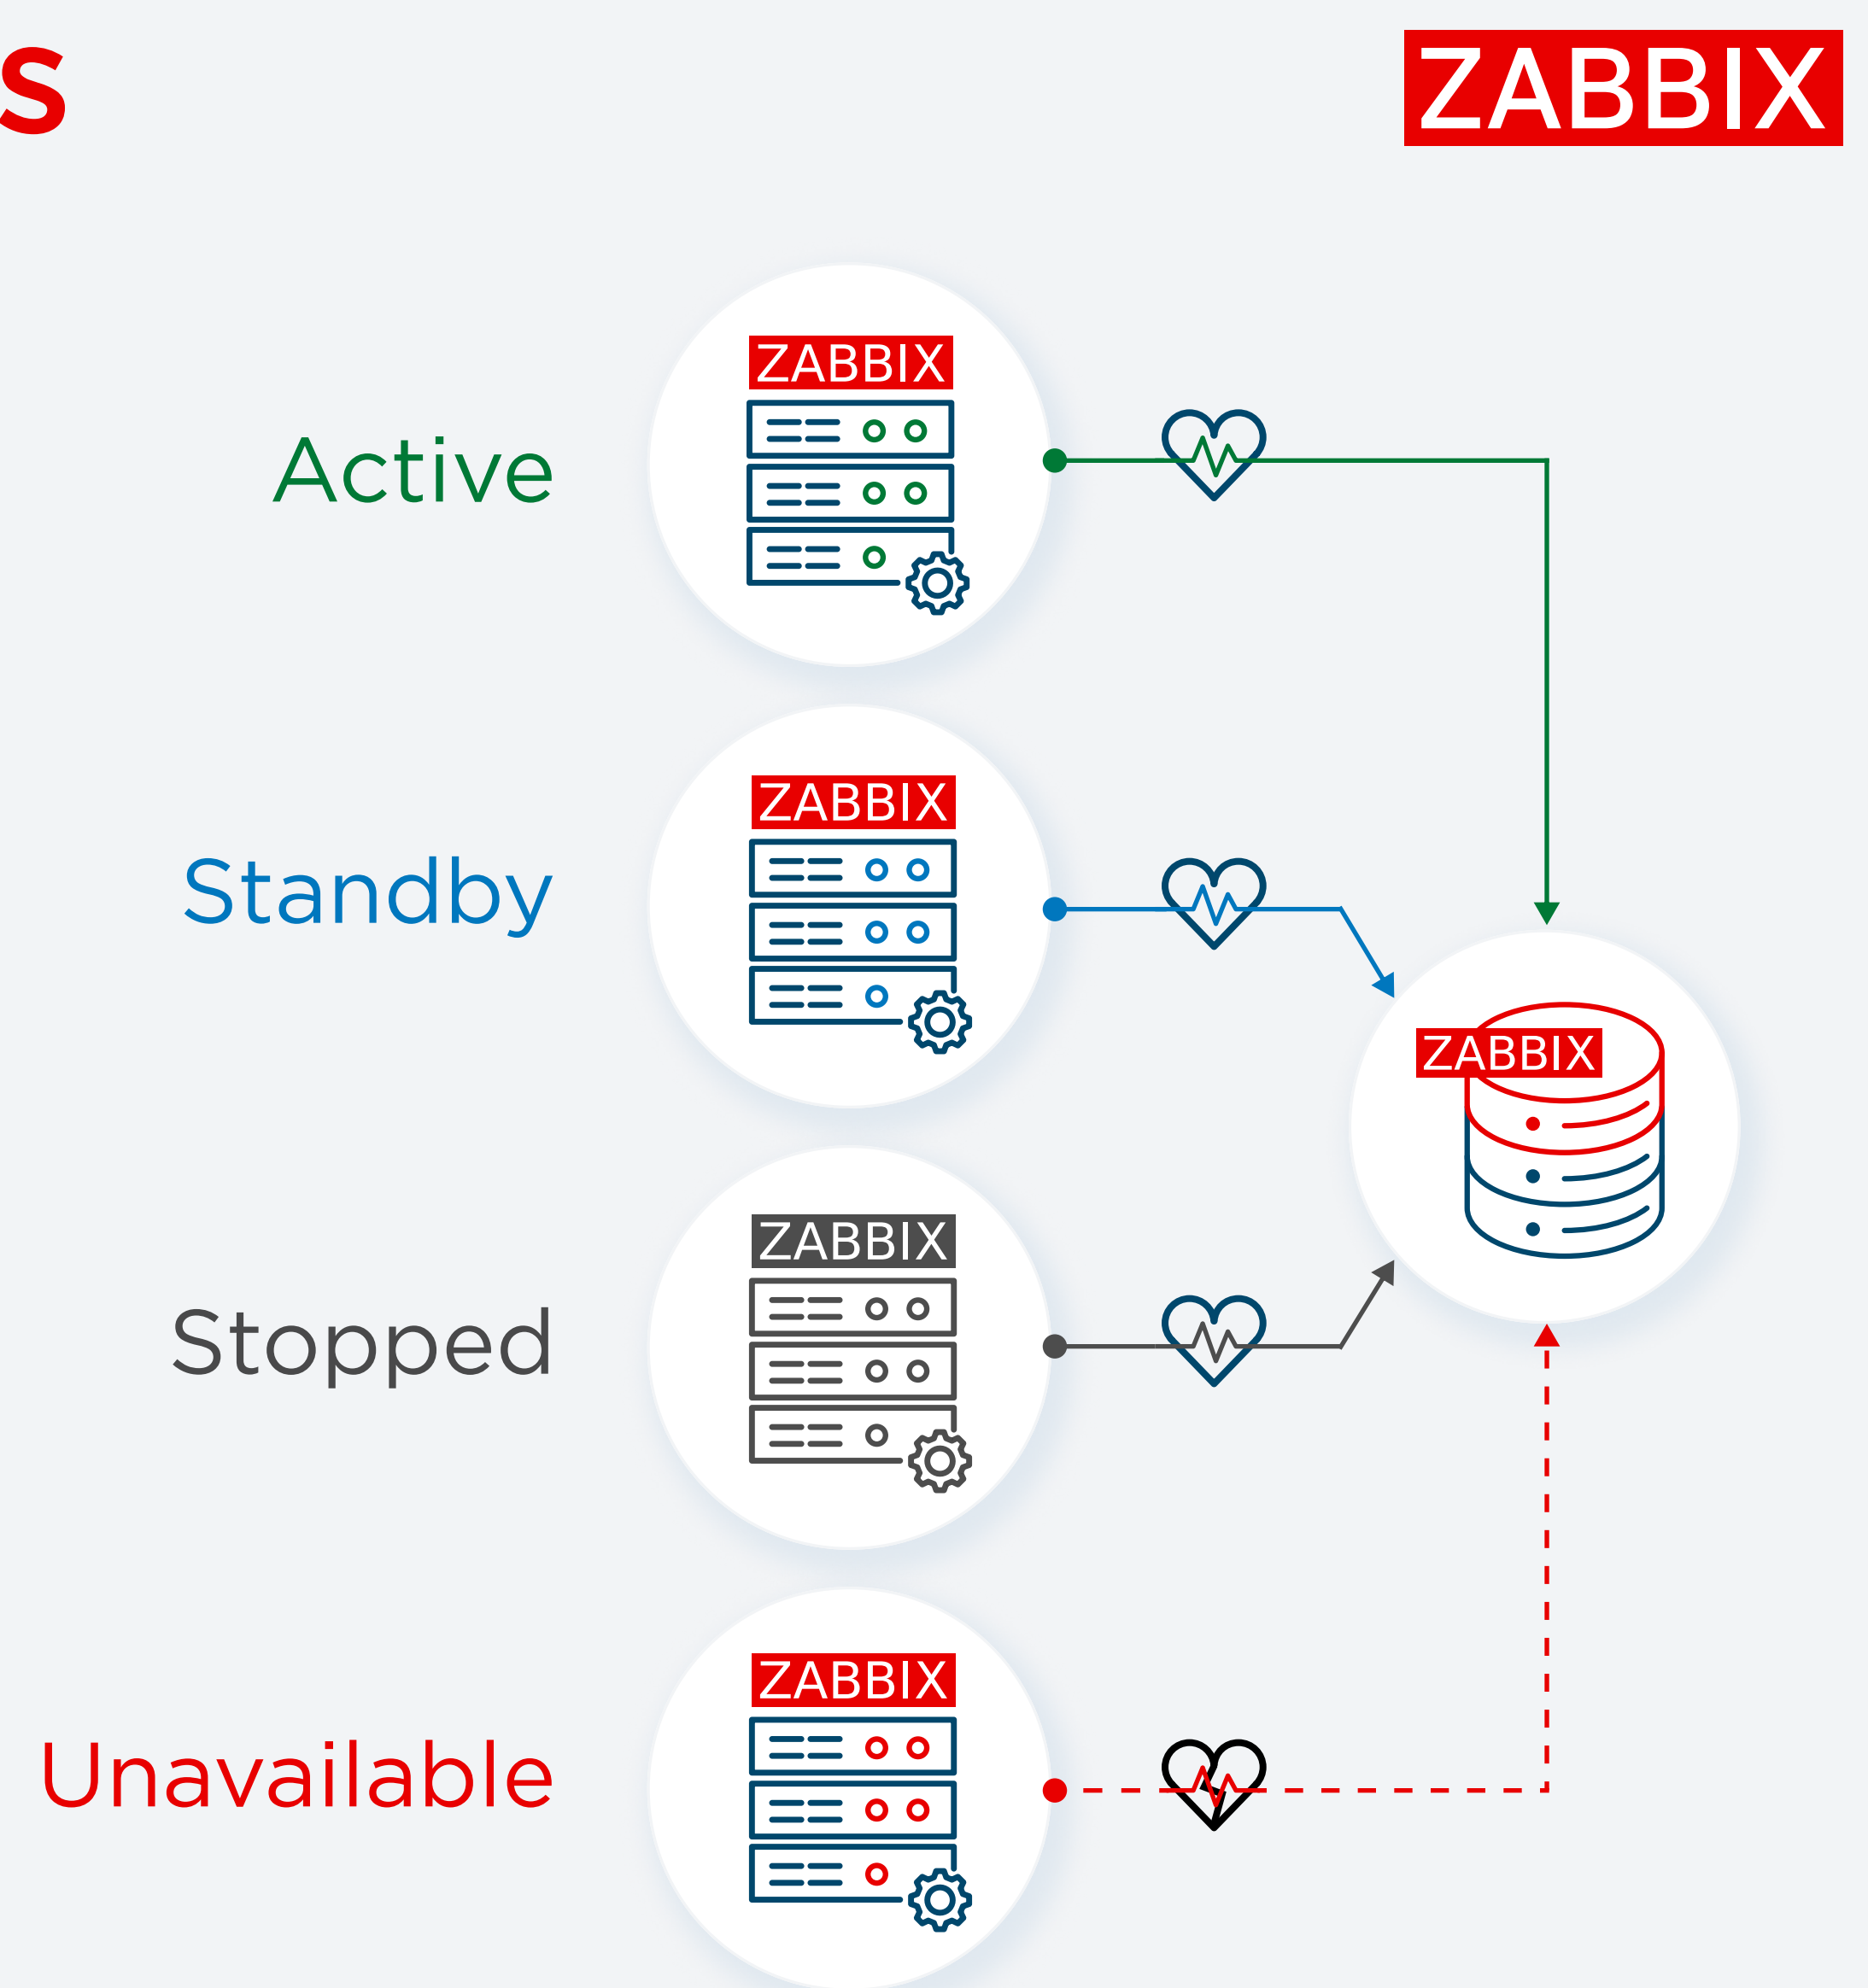 S
ZABBIX
ZABBIX
Active
ZABBIX
Standby
ZABBIX
ZABBIX
Stopped
ZABBIX
Unavailable